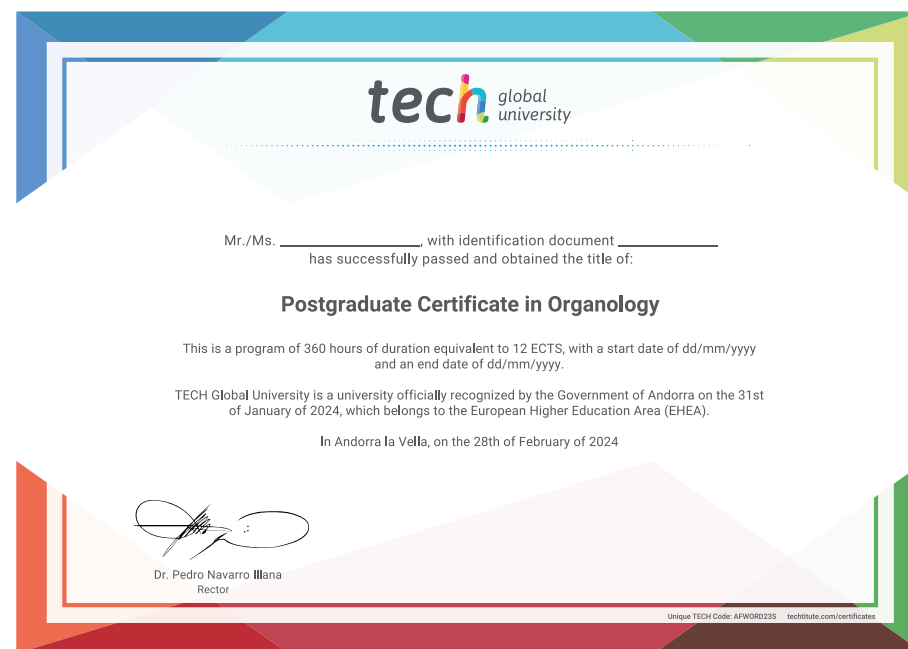 tech global university
Mr./Ms. ____________________, with identification document ______________
has successfully passed and obtained the title of:
Postgraduate Certificate in Organology
This is a program of 360 hours of duration equivalent to 12 ECTS, with a start date of dd/mm/yyyy
and an end date of dd/mm/yyyy.
TECH Global University is a university officially recognized by the Government of Andorra on the 31st
of January of 2024, which belongs to the European Higher Education Area (EHEA).
In Andorra la Vella, on the 28th of February of 2024
Dr. Pedro Navarro Illana
Rector
Unique TECH Code: AFWORD23S techtitute.com/certificates